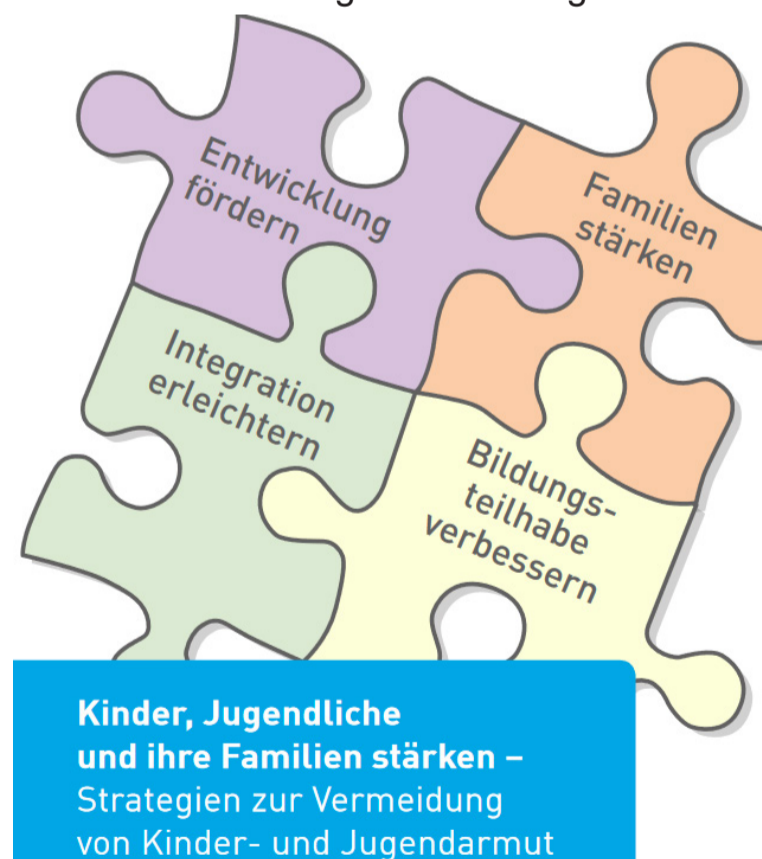 Entwicklung
fördern
Familien
stärken
Integration
erleichtern
Bildungs-
teilhabe
verbessern
Kinder, Jugendliche
und ihre Familien stärken –
Strategien zur Vermeidung
von Kinder- und Jugendarmut